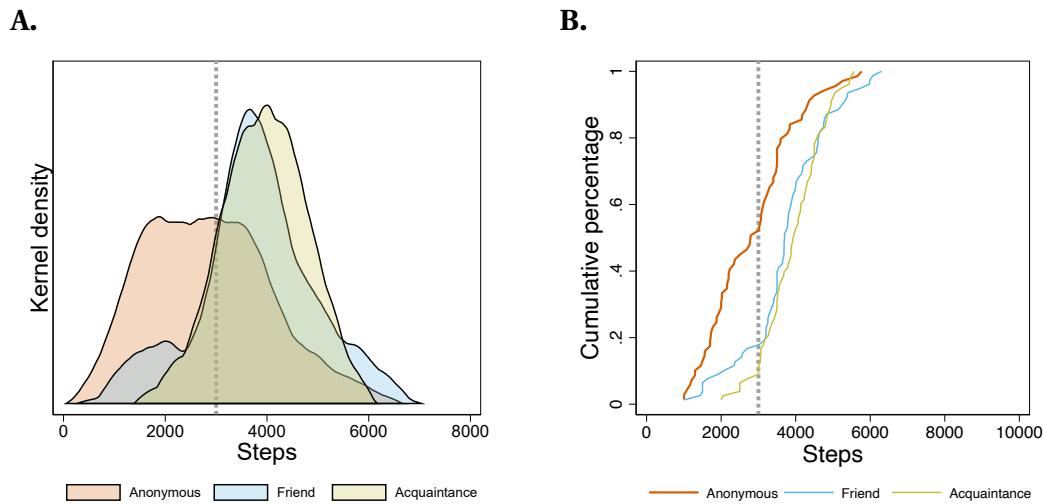 A.
Kernel density
0 2000 4000 6000 8000
Steps
Anonymous Friend Acquaintance
B.
Cumulative percentage
1
.8
.6
.4
.2
0
0 2000 4000 6000 8000 10000
Steps
Anonymous Friend Acquaintance